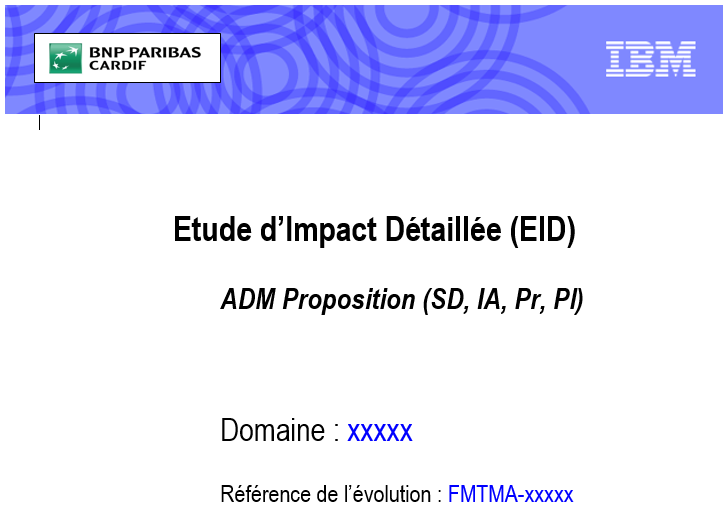 BNP PARIBAS
CARDIF
IBM
Etude d’Impact Détaillée (EID)
ADM Proposition (SD, IA, Pr, PI)
Domaine : xxxxx
Référence de l’évolution : FMTMA-xxxxx